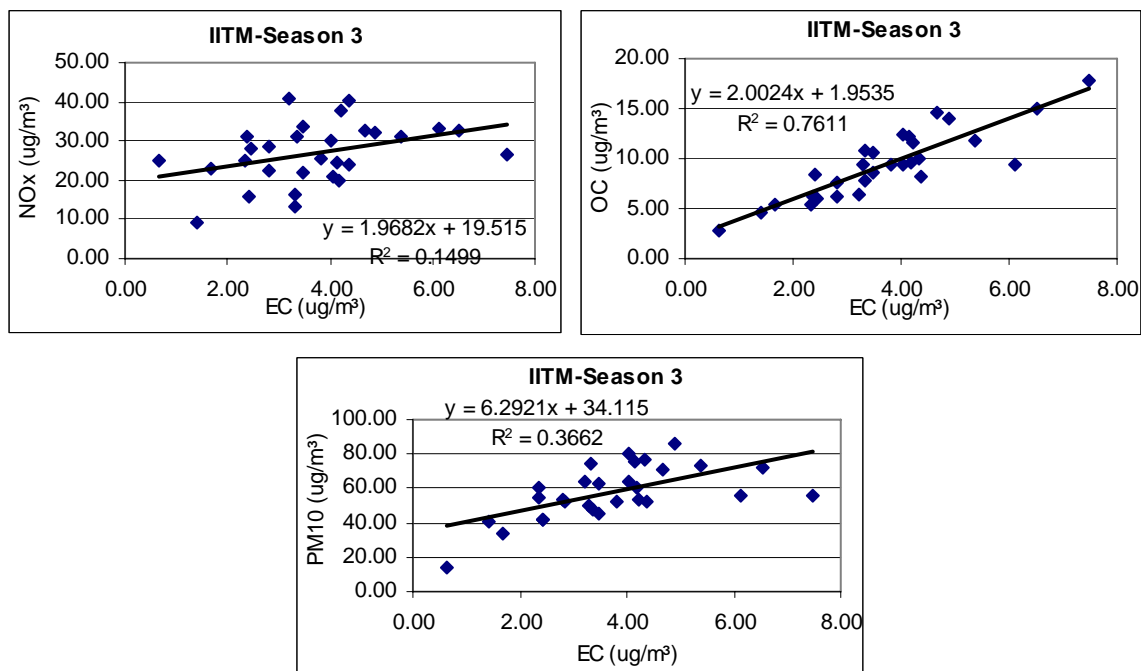 IITM-Season 3
50.00
40.00
30.00
20.00
10.00
0.00
NOx (ug/m³)
y = 1.9682x + 19.515
R² = 0.1499
0.00 2.00 4.00 6.00 8.00
EC (ug/m³)
IITM-Season 3
20.00
15.00
10.00
5.00
0.00
OC (ug/m³)
y = 2.0024x + 1.9535
R² = 0.7611
0.00 2.00 4.00 6.00 8.00
EC (ug/m³)
IITM-Season 3
y = 6.2921x + 34.115
R² = 0.3662
100.00
80.00
60.00
40.00
20.00
0.00
PM10 (ug/m³)
0.00 2.00 4.00 6.00 8.00
EC (ug/m³)